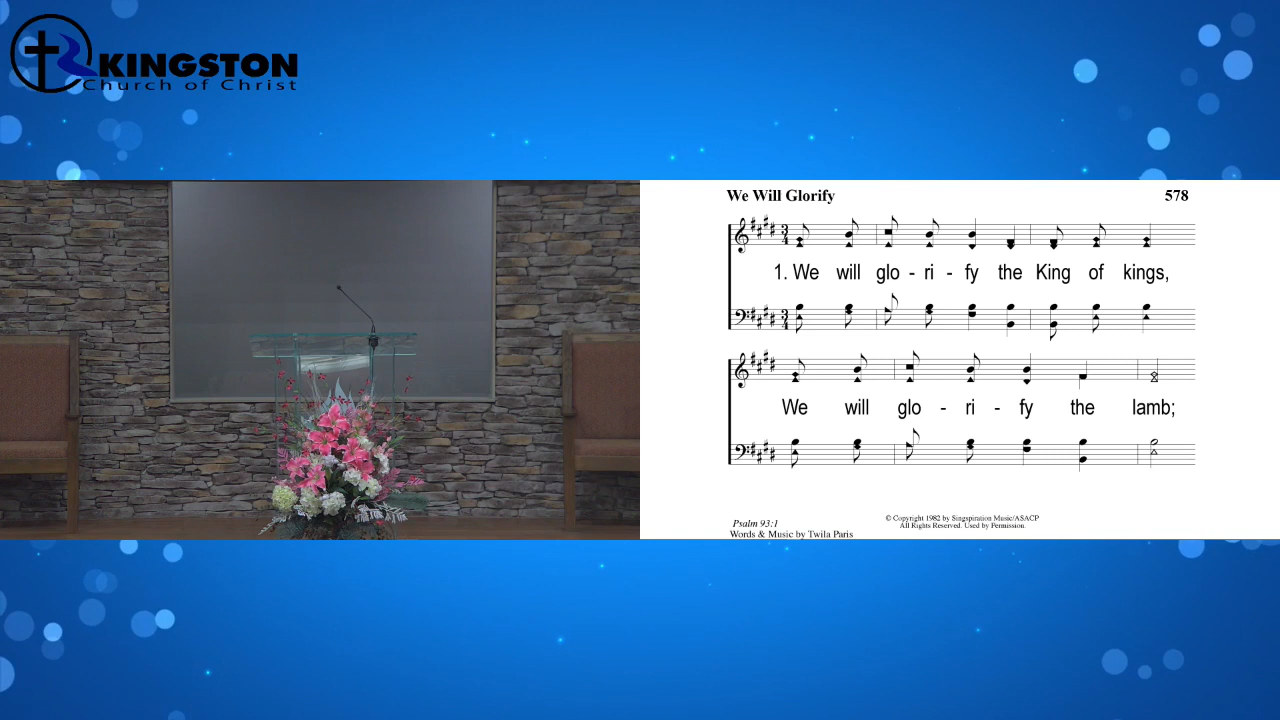 KINGSTON
Church of Christ
We Will Glorify 578
1. We will glo - ri - fy the King of kings,
We will glo - ri - fy the lamb;
Psalm 93:1
Words & Music by Twila Paris
© Copyright 1982 by Singspiration Music/ASACP
All Rights Reserved. Used by Permission.